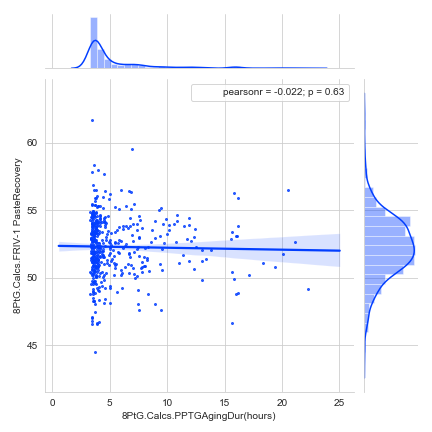 pearsonr = -0.022; p = 0.63
60
55
50
45
8PtG.Calcs.FRIV-1 PasteRecovery
0 5 10 15 20 25
8PtG.Calcs.PPTGAgingDur(hours)